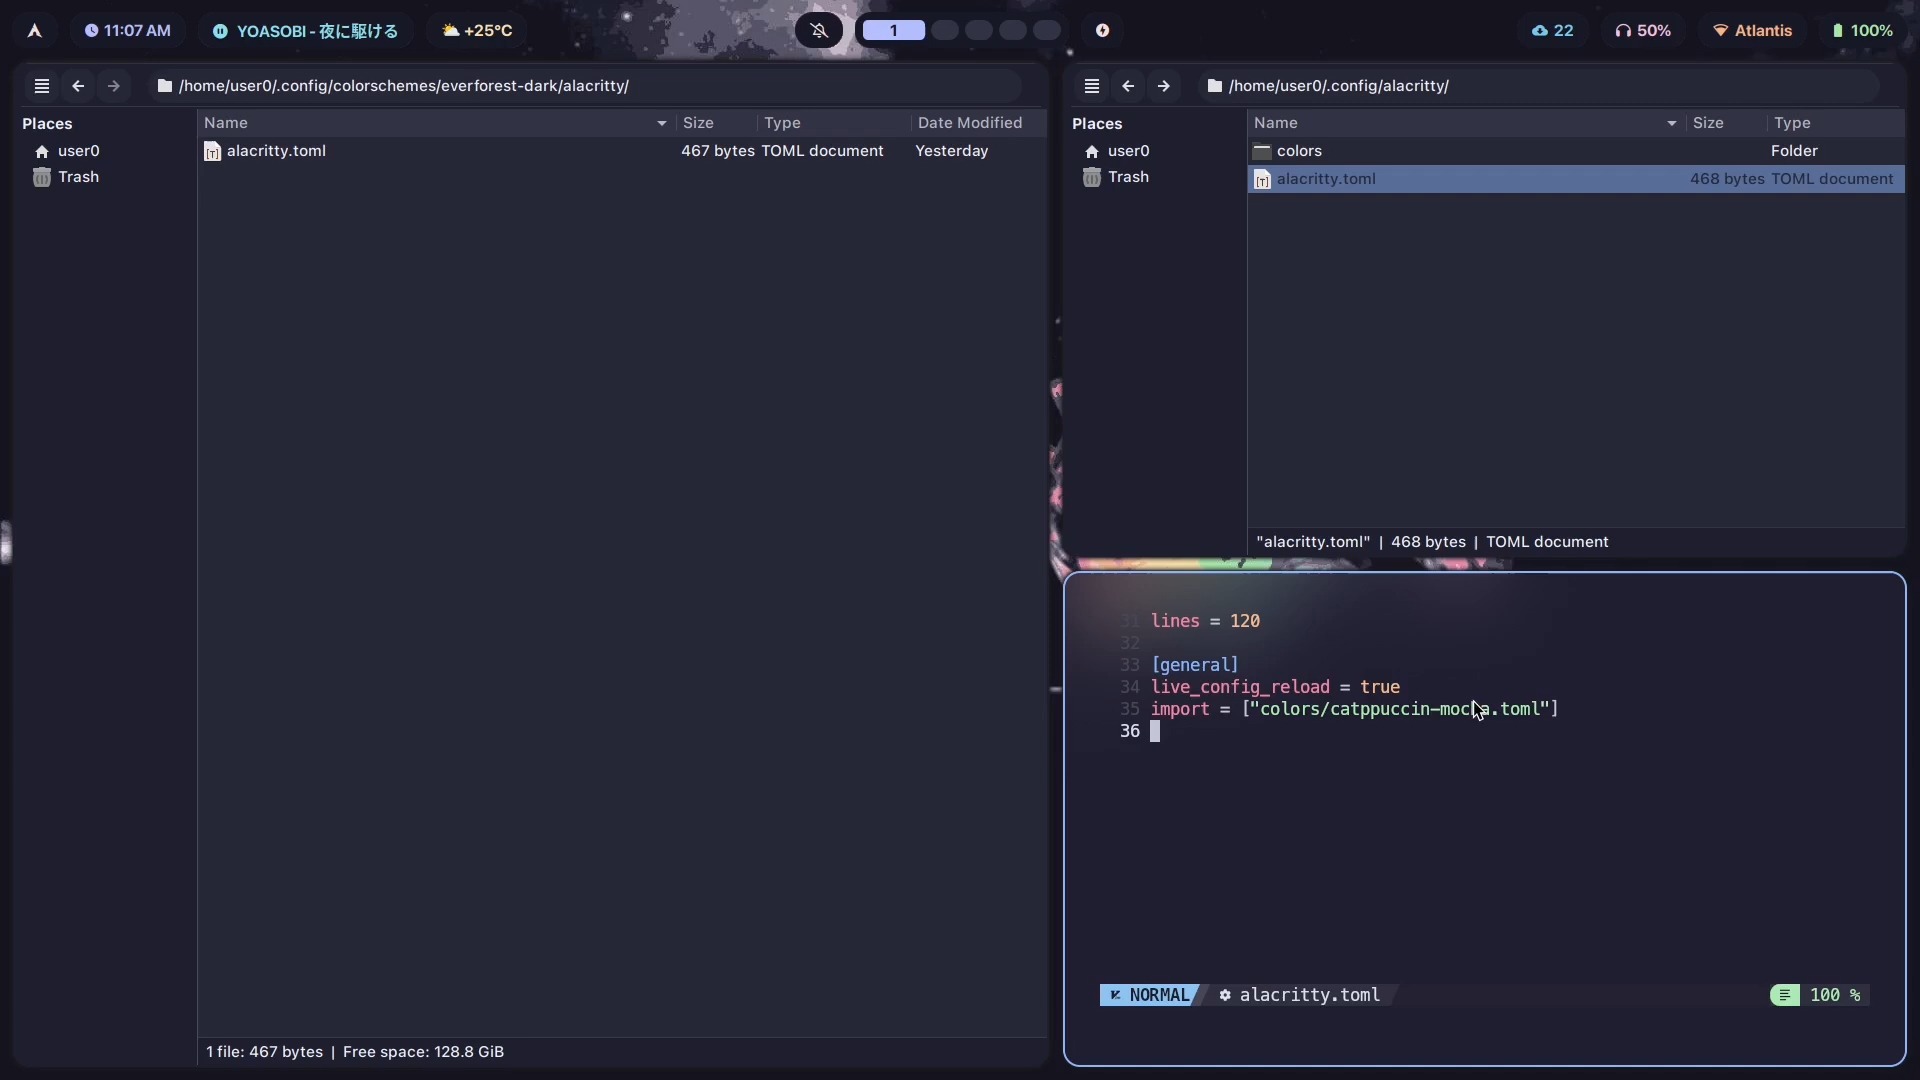 11:07 AM
YOASOBI - 夜に駆ける
+25°C
1
22
50%
Atlantis
100%
/home/user0/.config/colorschemes/everforest-dark/alacritty/
Places
user0
Trash
Name Size Type Date Modified
alacritty.toml 467 bytes TOML document Yesterday
1 file: 467 bytes | Free space: 128.8 GiB
/home/user0/.config/alacritty/
Places
user0
Trash
Name Size Type
colors Folder
alacritty.toml 468 bytes TOML document
"alacritty.toml" | 468 bytes | TOML document
31 lines = 120
32
33 [general]
34 live_config_reload = true
35 import = ["colors/catppuccin-mocha.toml"]
36
NORMAL alacritty.toml 100 %